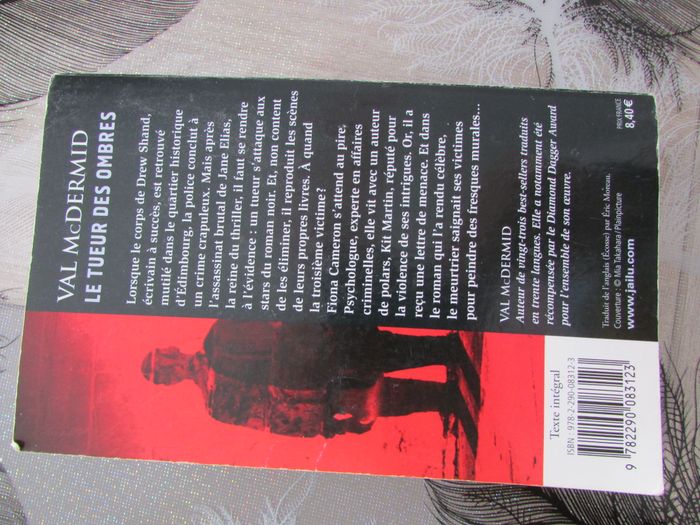 VAL MCDERMID
LE TUEUR DES OMBRES
Lorsque le corps de Drew Shand,
écrivain à succès, est retrouvé
mutilé dans le quartier historique
d'Édimbourg, la police conclut à
un crime crapuleux. Mais après
l'assassinat brutal de Jane Elias,
la reine du thriller, il faut se rendre
à l'évidence : un tueur s'attaque aux
stars du roman noir. Et, non content
de les éliminer, il reproduit les scènes
de leurs propres livres. À quand
la troisième victime ?
Fiona Cameron s'attend au pire.
Psychologue, experte en affaires
criminelles, elle vit avec un auteur
de polars, Kit Martin, réputé pour
la violence de ses intrigues. Or, il a
reçu une lettre de menace. Et dans
le roman qui l'a rendu célèbre,
le meurtrier saignait ses victimes
pour peindre des fresques murales...
VAL MCDERMID
Auteur de vingt-trois best-sellers traduits
en trente langues. Elle a notamment été
récompensée par le Diamond Dagger Award
pour l'ensemble de son œuvre.
Traduit de l'anglais (Écosse) par Éric Moreau.
Couverture : © Mia Takahara / Plainpicture
www.jailu.com
PRIX FRANCE
8,40 €
Texte intégral
ISBN : 978-2-290-08312-3
9 782290 083123